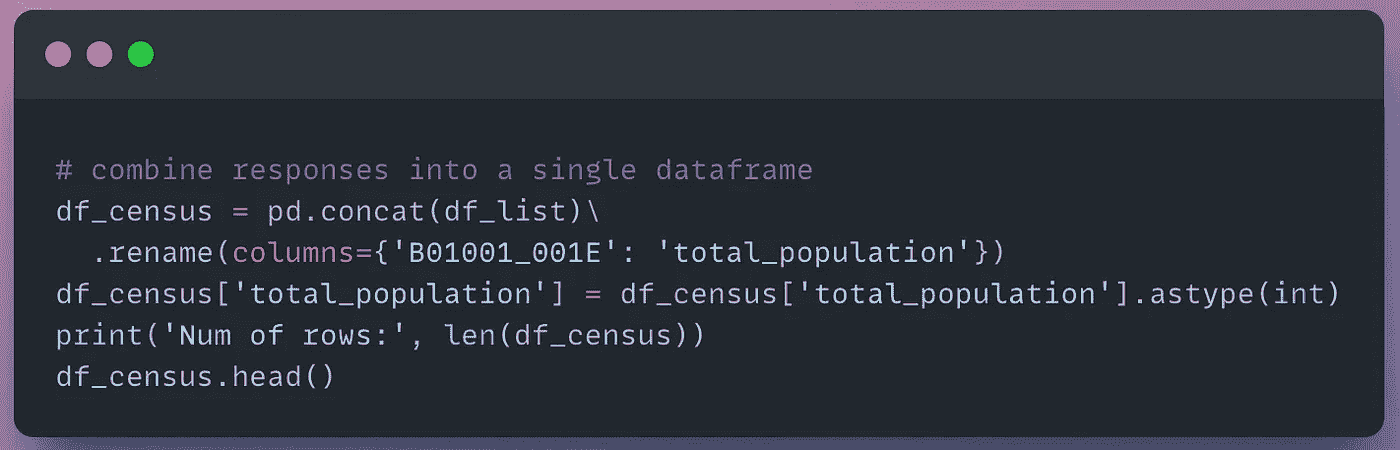 # combine responses into a single dataframe
df_census = pd.concat(df_list)\
  .rename(columns={'B01001_001E': 'total_population'})
df_census['total_population'] = df_census['total_population'].astype(int)
print('Num of rows:', len(df_census))
df_census.head()